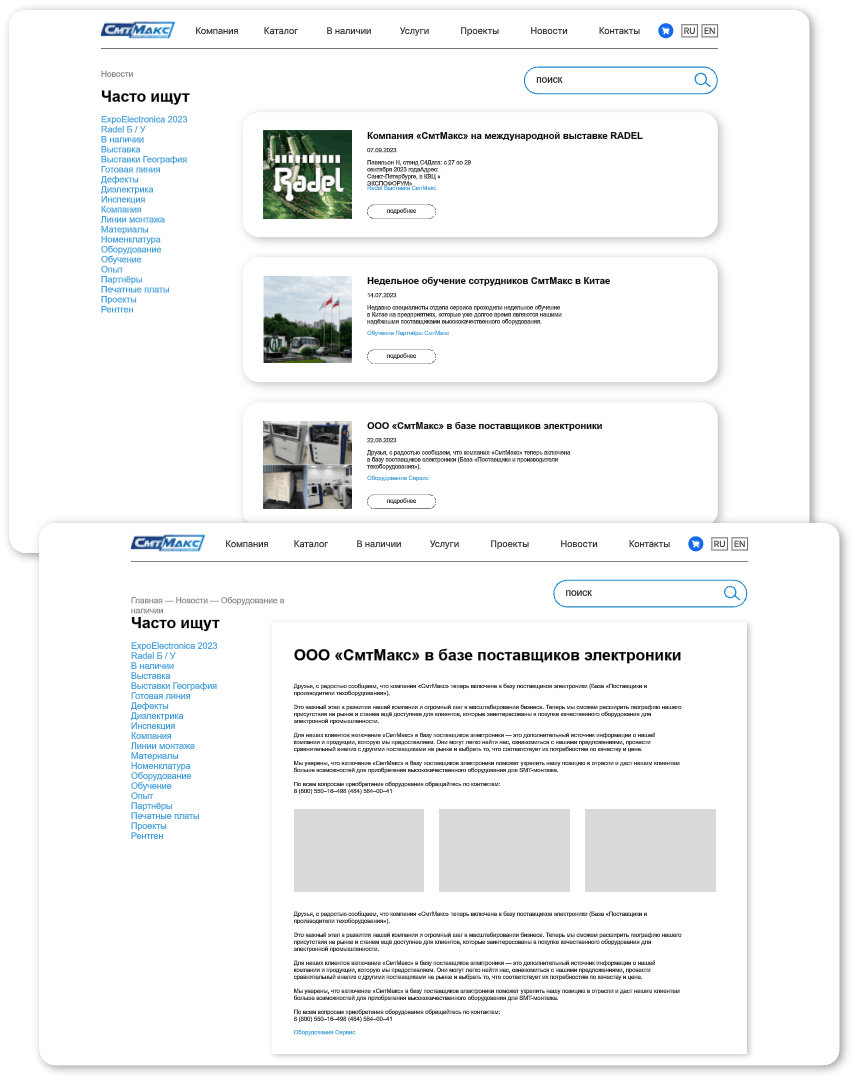 СмтМакс
Компания Каталог В наличии Услуги Проекты Новости Контакты RU EN
Новости
ПОИСК
Часто ищут
ExpoElectronica 2023
Radel Б / У
В наличии
Выставка
Выставки География
Готовая линия
Дефекты
Диэлектрика
Инспекция
Компания
Линии монтажа
Материалы
Номенклатура
Оборудование
Обучение
Опыт
Партнёры
Печатные платы
Проекты
Рентген
Radel
Компания «СмтМакс» на международной выставке RADEL
07.09.2023
Павильон H, стенд C4Дата: с 27 по 29
сентября 2023 годаАдрес:
Санкт-Петербурге, в КВЦ «
ЭКСПОФОРУМ»
Radel Выставка СмтМакс
подробнее
Недельное обучение сотрудников СмтМакс в Китае
14.07.2023
Недавно специалисты отдела сервиса проходили недельное обучение
в Китае на предприятиях, которые уже долгое время являются нашими
надёжными поставщиками высококачественного оборудования.
Обучение Партнёры СмтМакс
подробнее
ООО «СмтМакс» в базе поставщиков электроники
22.06.2023
Друзья, с радостью сообщаем, что компания «СмтМакс» теперь включена
в базу поставщиков электроники (База «Поставщики и производители
техоборудования»).
Оборудование Сервис
подробнее
СмтМакс
Компания Каталог В наличии Услуги Проекты Новости Контакты RU EN
ПОИСК
Главная — Новости — Оборудование в
наличии
Часто ищут
ExpoElectronica 2023
Radel Б / У
В наличии
Выставка
Выставки География
Готовая линия
Дефекты
Диэлектрика
Инспекция
Компания
Линии монтажа
Материалы
Номенклатура
Оборудование
Обучение
Опыт
Партнёры
Печатные платы
Проекты
Рентген
ООО «СмтМакс» в базе поставщиков электроники
Друзья, с радостью сообщаем, что компания «СмтМакс» теперь включена в базу поставщиков электроники (База «Поставщики и
производители техоборудования»).
Это важный этап в развитии нашей компании и огромный шаг в масштабировании бизнеса. Теперь мы сможем расширить географию нашего
присутствия на рынке и станем ещё доступнее для клиентов, которые заинтересованы в покупке качественного оборудования для
электронной промышленности.
Для наших клиентов включение «СмтМакс» в базу поставщиков электроники — это дополнительный источник информации о нашей
компании и продукции, которую мы предоставляем. Они могут легко найти нас, ознакомиться с нашими предложениями, провести
сравнительный анализ с другими поставщиками на рынке и выбрать то, что соответствует их потребностям по качеству и цене.
Мы уверены, что включение «СмтМакс» в базу поставщиков электроники поможет укрепить нашу позицию в отрасли и даст нашим клиентам
больше возможностей для приобретения высококачественного оборудования для SMT-монтажа.
По всем вопросам приобретения оборудования обращайтесь по контактам:
8 (800) 550–16–498 (484) 584–00–41
Друзья, с радостью сообщаем, что компания «СмтМакс» теперь включена в базу поставщиков электроники (База «Поставщики и
производители техоборудования»).
Это важный этап в развитии нашей компании и огромный шаг в масштабировании бизнеса. Теперь мы сможем расширить географию нашего
присутствия на рынке и станем ещё доступнее для клиентов, которые заинтересованы в покупке качественного оборудования для
электронной промышленности.
Для наших клиентов включение «СмтМакс» в базу поставщиков электроники — это дополнительный источник информации о нашей
компании и продукции, которую мы предоставляем. Они могут легко найти нас, ознакомиться с нашими предложениями, провести
сравнительный анализ с другими поставщиками на рынке и выбрать то, что соответствует их потребностям по качеству и цене.
Мы уверены, что включение «СмтМакс» в базу поставщиков электроники поможет укрепить нашу позицию в отрасли и даст нашим клиентам
больше возможностей для приобретения высококачественного оборудования для SMT-монтажа.
По всем вопросам приобретения оборудования обращайтесь по контактам:
8 (800) 550–16–498 (484) 584–00–41
Оборудование Сервис